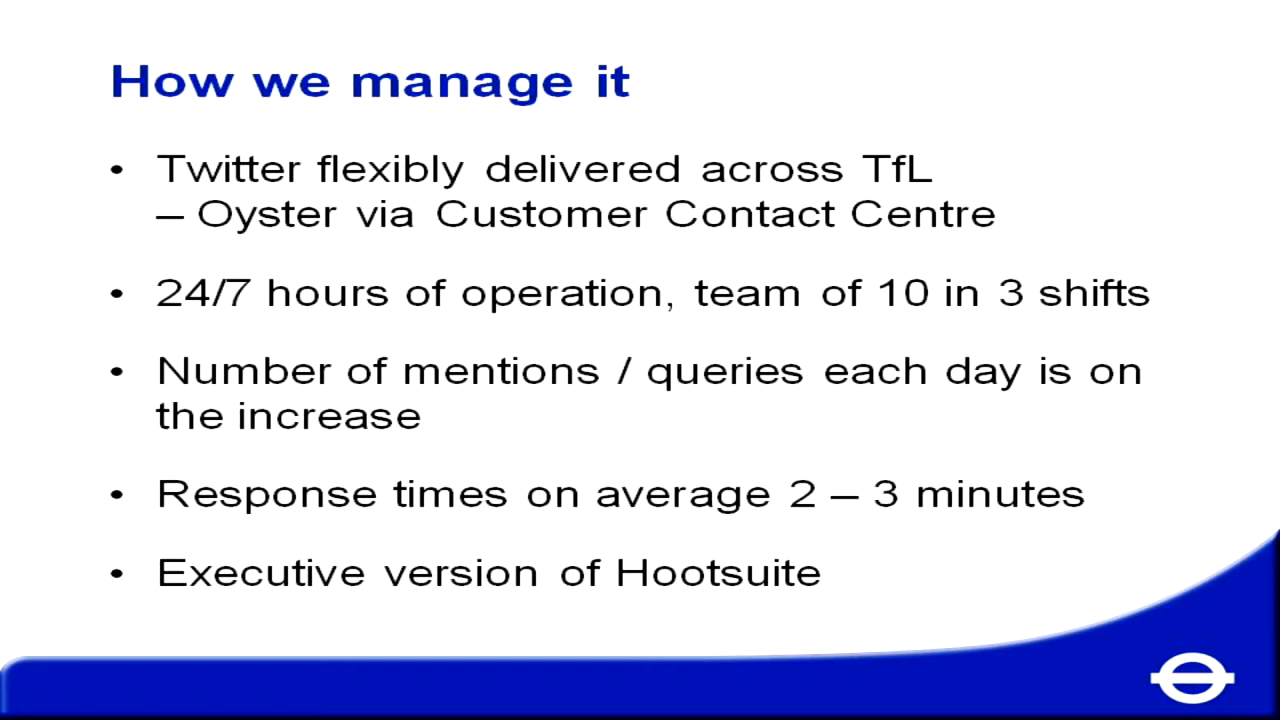 How we manage it
• Twitter flexibly delivered across TfL
– Oyster via Customer Contact Centre
• 24/7 hours of operation, team of 10 in 3 shifts
• Number of mentions / queries each day is on
the increase
• Response times on average 2 – 3 minutes
• Executive version of Hootsuite